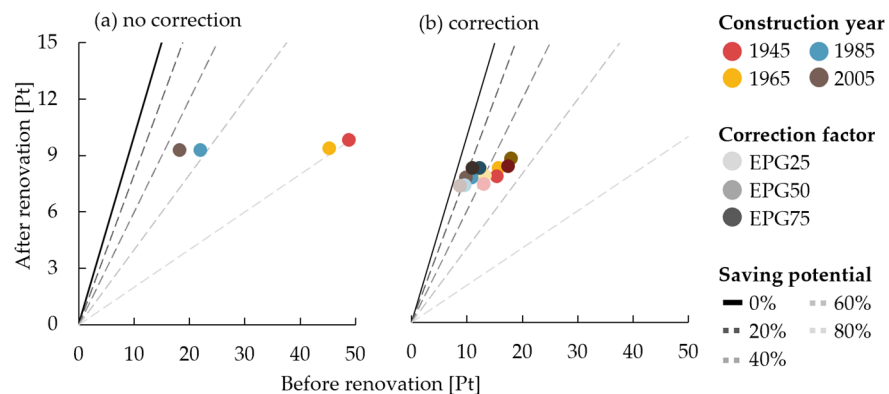 (a) no correction
(b) correction
After renovation [Pt]
15
12
9
6
3
0
0 10 20 30 40 50
0 10 20 30 40 50
Before renovation [Pt]
Construction year
1945 1985
1965 2005
Correction factor
EPG25
EPG50
EPG75
Saving potential
0% 60%
20% 80%
40%